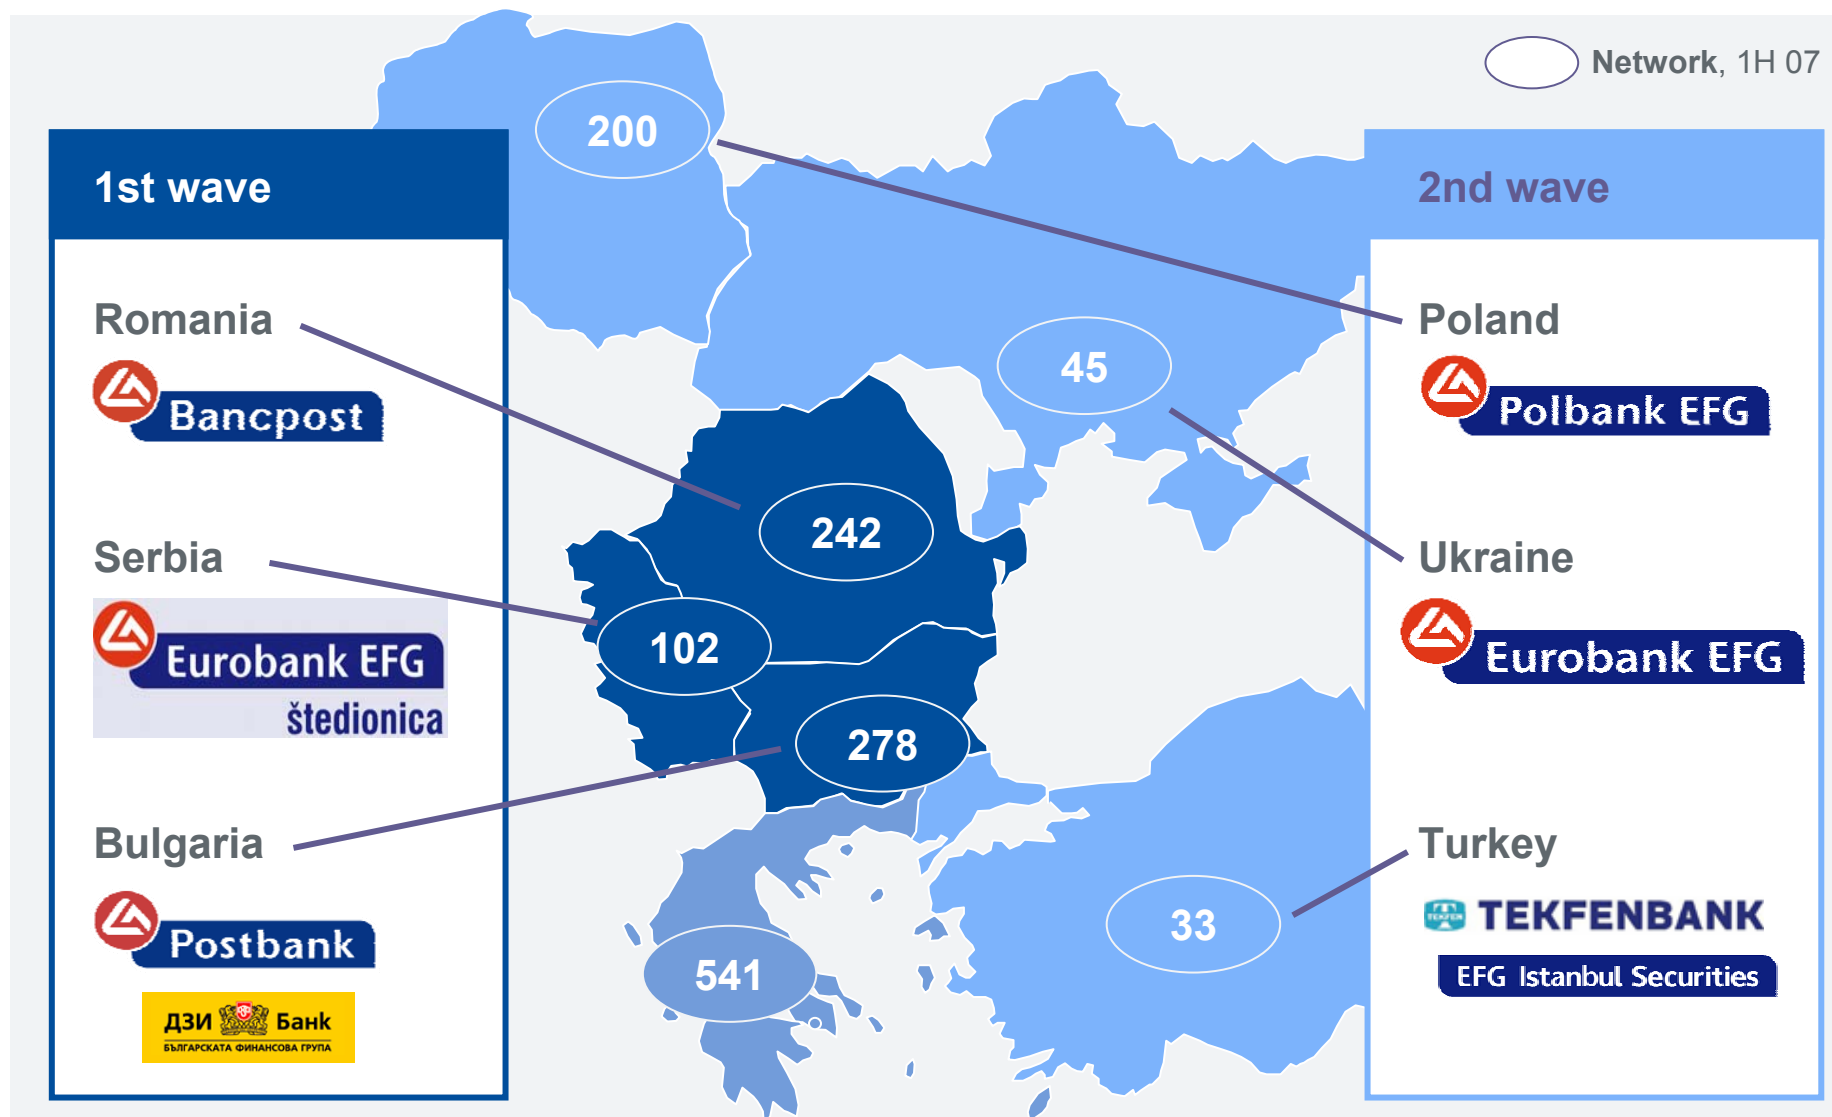 Network, 1H 07
1st wave
Romania
Bancpost
Serbia
Eurobank EFG
štedionica
Bulgaria
Postbank
ДЗИ Банк
БЪЛГАРСКАТА ФИНАНСОВА ГРУПА
200
45
242
102
278
541
33
2nd wave
Poland
Polbank EFG
Ukraine
Eurobank EFG
Turkey
TEKFEN
TEKFENBANK
EFG Istanbul Securities